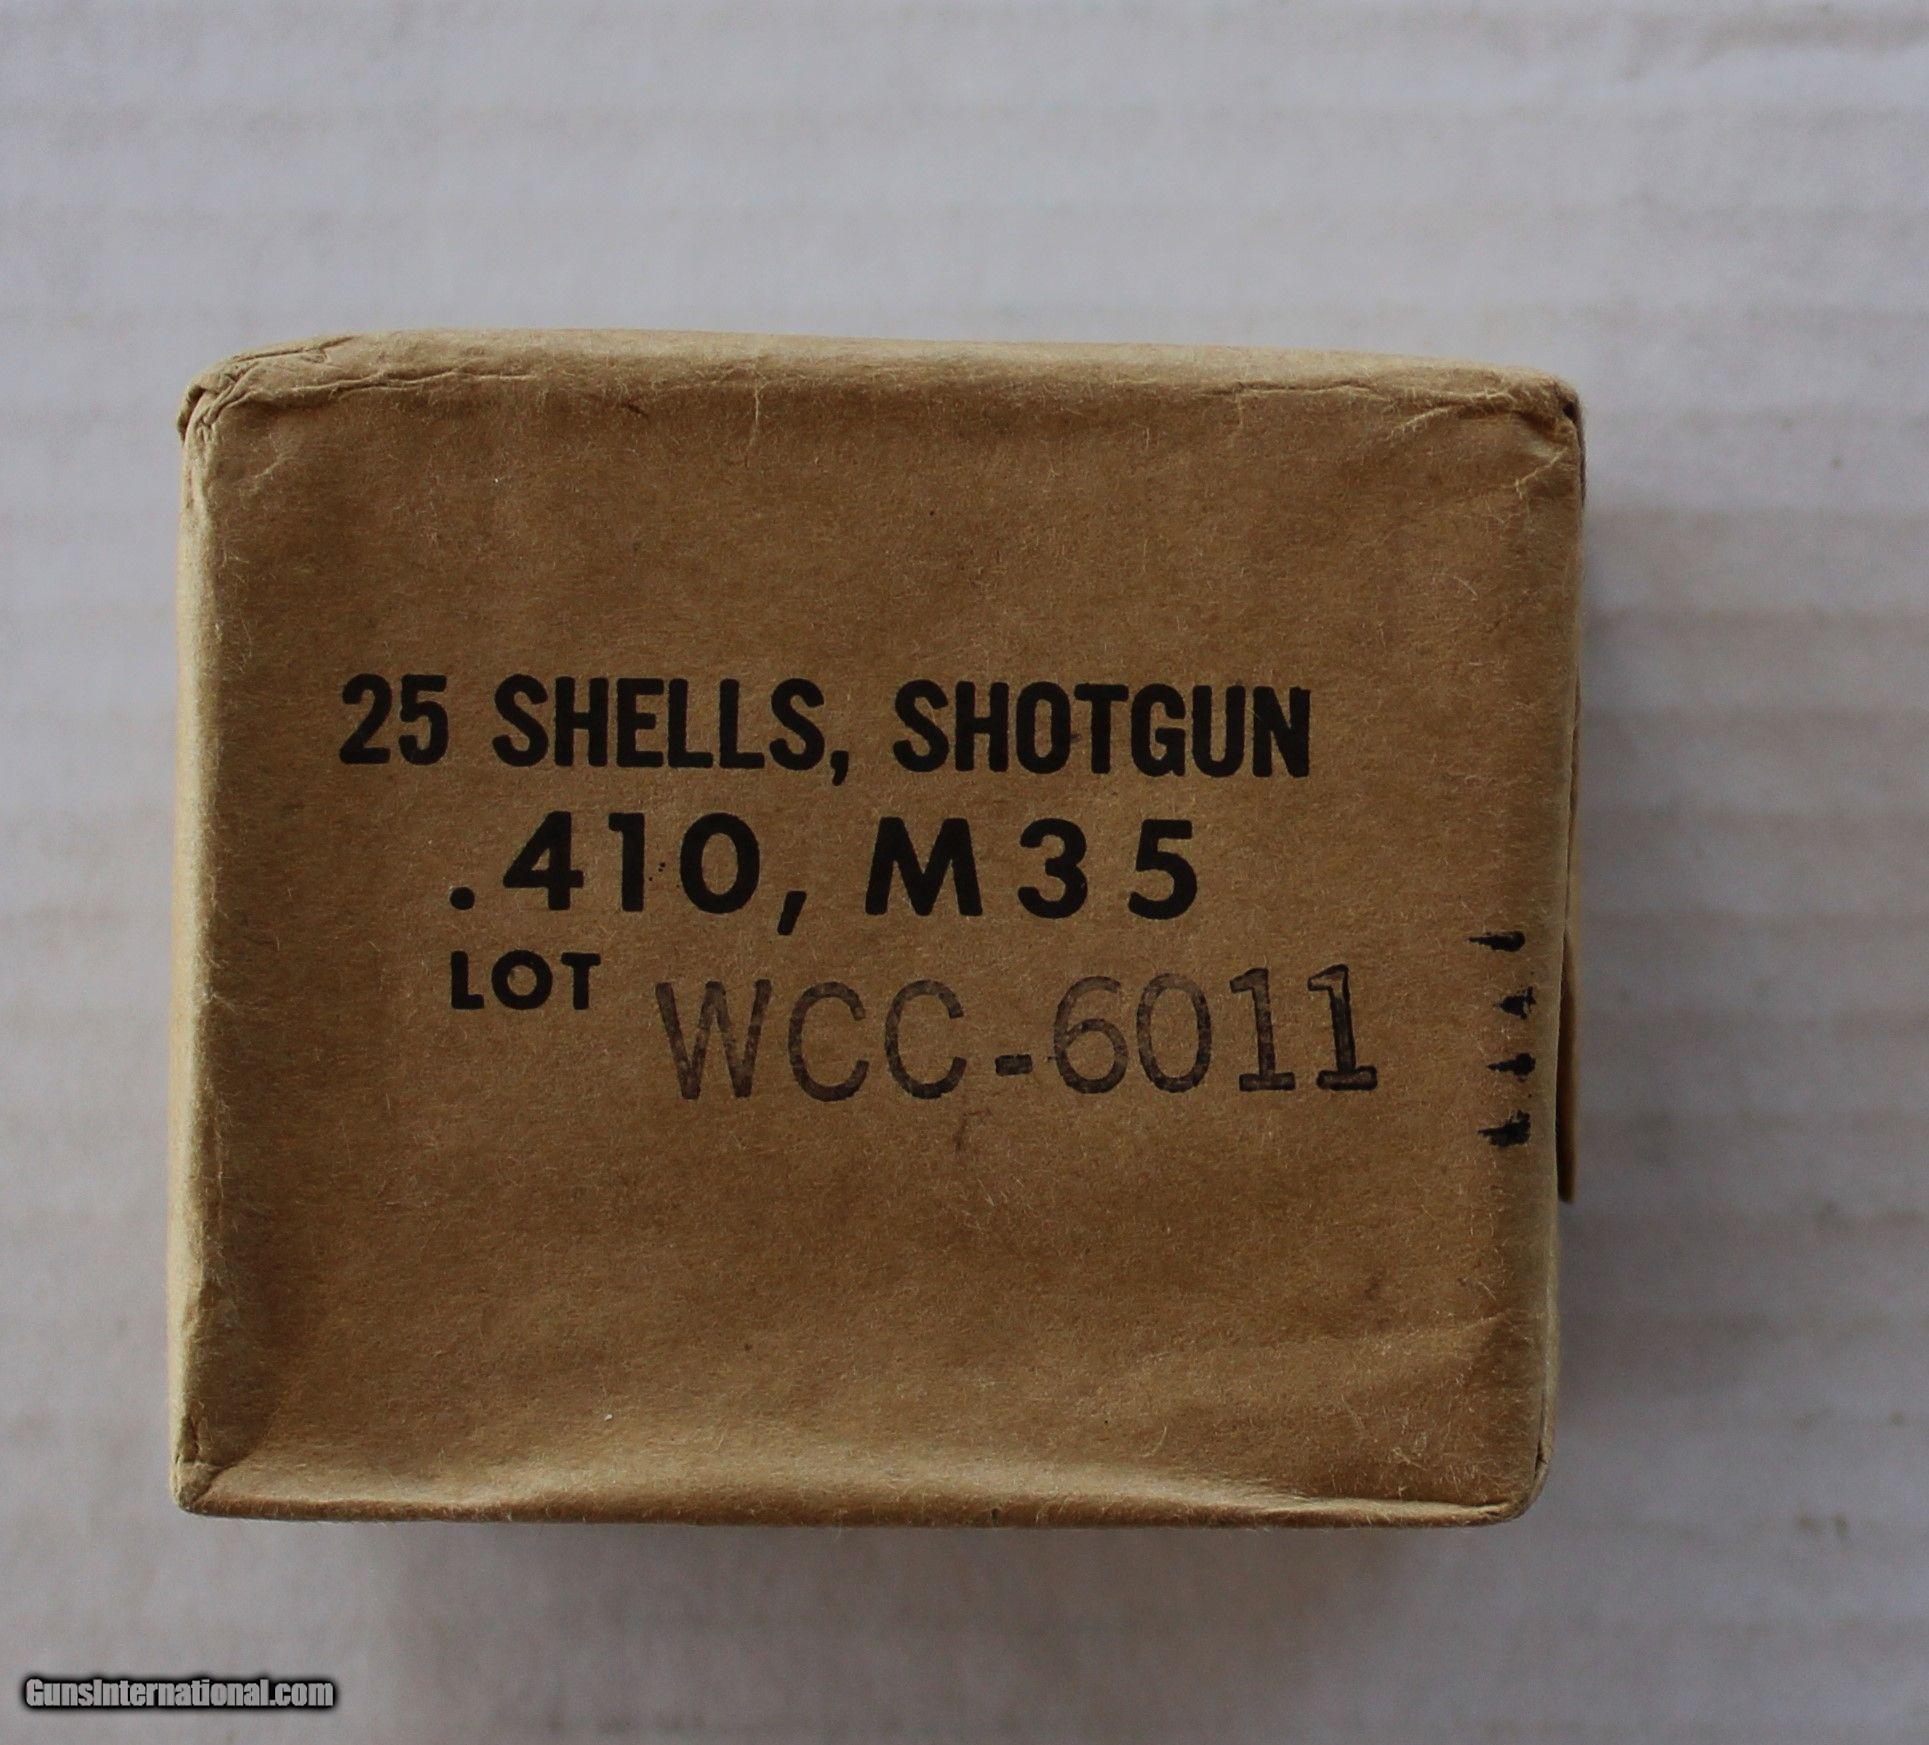 25 SHELLS, SHOTGUN
.410, M35
LOT WCC-6011
GunsInternational.com